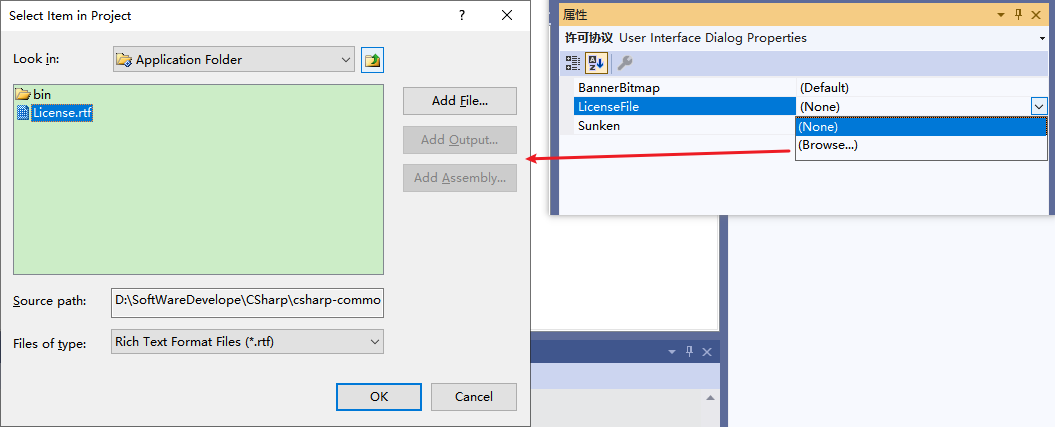 Select Item in Project
Look in:
Application Folder
bin
License.rtf
Add File...
Add Output...
Add Assembly...
Source path:
D:\SoftWareDevelope\CSharp\csharp-commo
Files of type:
Rich Text Format Files (*.rtf)
OK
Cancel
属性
许可协议 User Interface Dialog Properties
BannerBitmap (Default)
LicenseFile (None)
Sunken
(None)
(Browse...)